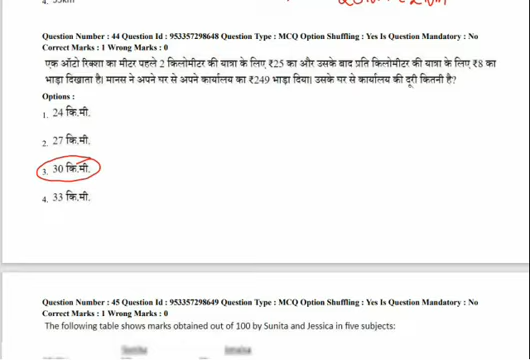 Question Number : 44 Question Id : 953357298648 Question Type : MCQ Option Shuffling : Yes Is Question Mandatory : No
Correct Marks : 1 Wrong Marks : 0
एक ऑटो रिक्शा का मीटर पहले 2 किलोमीटर की यात्रा के लिए ₹25 का और उसके बाद प्रति किलोमीटर की यात्रा के लिए ₹8 का
भाड़ा दिखाता है। मानस ने अपने घर से अपने कार्यालय का ₹249 भाड़ा दिया। उसके घर से कार्यालय की दूरी कितनी है?
Options :
1. 24 कि.मी.
2. 27 कि.मी.
3. 30 कि.मी.
4. 33 कि.मी.
Question Number : 45 Question Id : 953357298649 Question Type : MCQ Option Shuffling : Yes Is Question Mandatory : No
Correct Marks : 1 Wrong Marks : 0
The following table shows marks obtained out of 100 by Sunita and Jessica in five subjects: